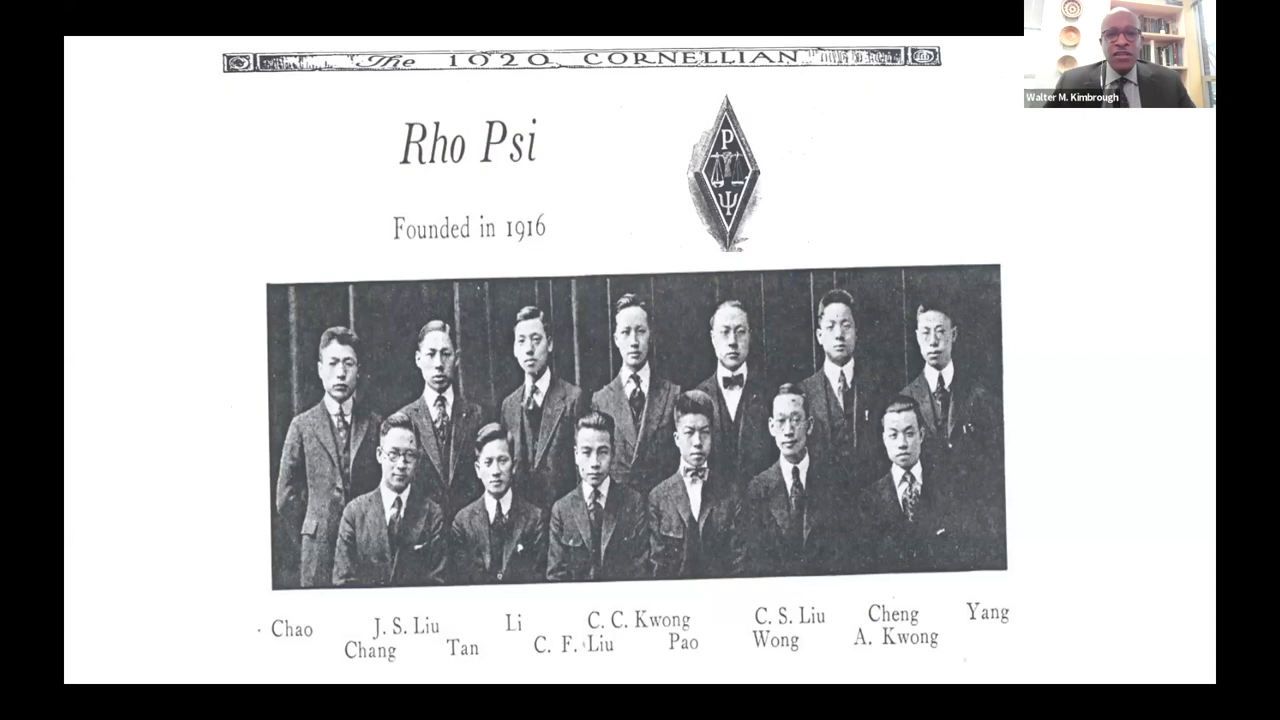 The 1920 CORNELLIAN
Walter M. Kimbrough
Rho Psi
Ρ
Ψ
Founded in 1916
Chao J. S. Liu Li C. C. Kwong C. S. Liu Cheng Yang
Chang Tan C. F. Liu Pao Wong A. Kwong